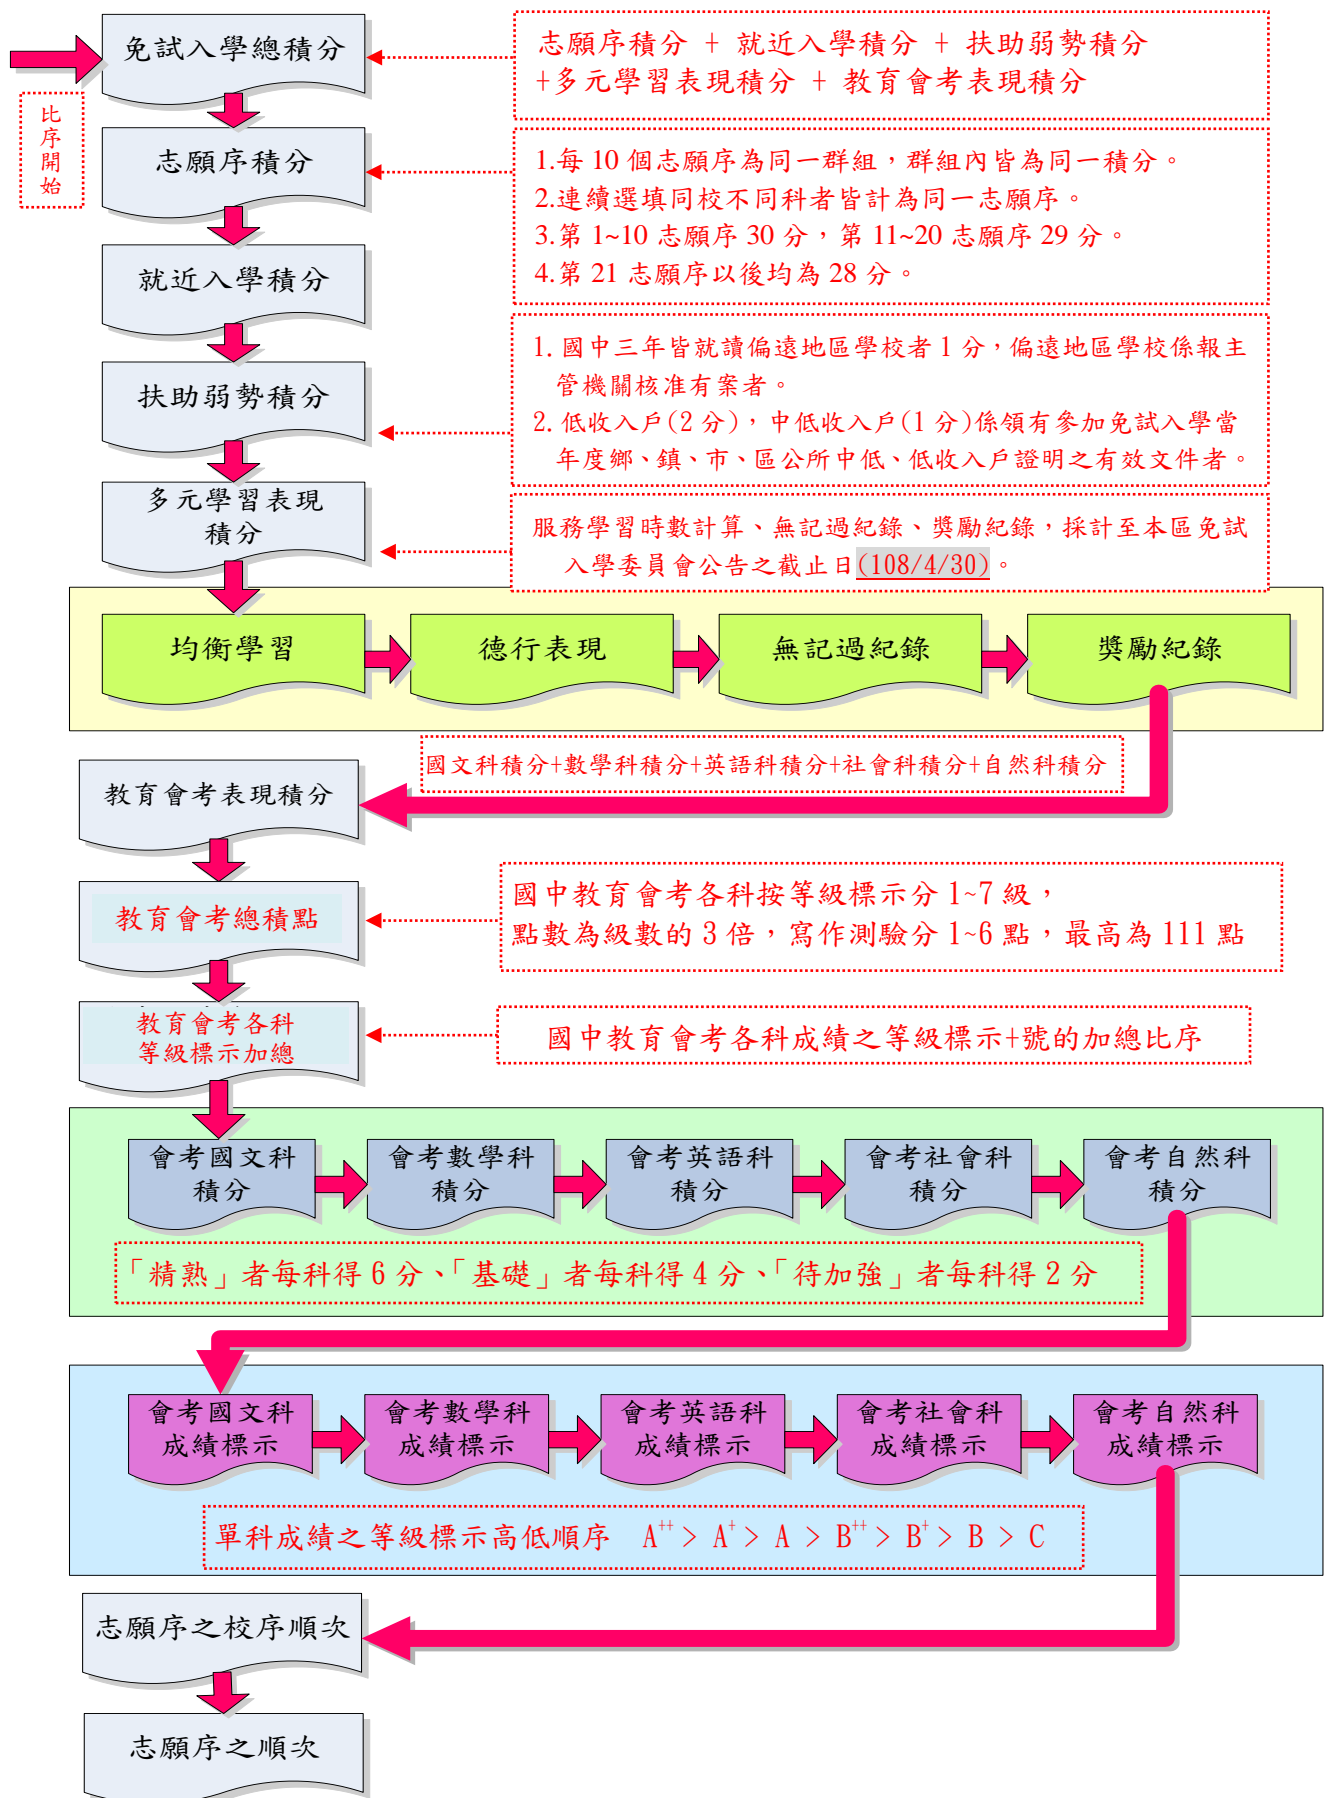 免試入學總積分
志願序積分 + 就近入學積分 + 扶助弱勢積分
+多元學習表現積分 + 教育會考表現積分
比序開始
志願序積分
1.每 10 個志願序為同一群組，群組內皆為同一積分。
2.連續選填同校不同科者皆計為同一志願序。
3.第 1~10 志願序 30 分，第 11~20 志願序 29 分。
4.第 21 志願序以後均為 28 分。
就近入學積分
扶助弱勢積分
1. 國中三年皆就讀偏遠地區學校者 1 分，偏遠地區學校係報主
管機關核准有案者。
2. 低收入戶(2 分)，中低收入戶(1 分)係領有參加免試入學當
年度鄉、鎮、市、區公所中低、低收入戶證明之有效文件者。
多元學習表現
積分
服務學習時數計算、無記過紀錄、獎勵紀錄，採計至本區免試
入學委員會公告之截止日(108/4/30)。
均衡學習
德行表現
無記過紀錄
獎勵紀錄
國文科積分+數學科積分+英語科積分+社會科積分+自然科積分
教育會考表現積分
教育會考總積點
國中教育會考各科按等級標示分 1~7 級，
點數為級數的 3 倍，寫作測驗分 1~6 點，最高為 111 點
教育會考各科
等級標示加總
國中教育會考各科成績之等級標示+號的加總比序
會考國文科
積分
會考數學科
積分
會考英語科
積分
會考社會科
積分
會考自然科
積分
「精熟」者每科得 6 分、「基礎」者每科得 4 分、「待加強」者每科得 2 分
會考國文科
成績標示
會考數學科
成績標示
會考英語科
成績標示
會考社會科
成績標示
會考自然科
成績標示
單科成績之等級標示高低順序 A⁺⁺ > A⁺ > A > B⁺⁺ > B⁺ > B > C
志願序之校序順次
志願序之順次